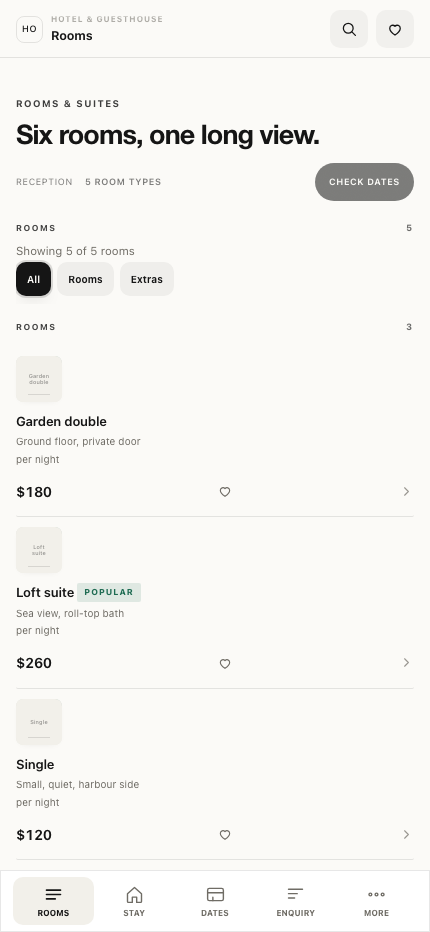 HO
HOTEL & GUESTHOUSE
Rooms
ROOMS & SUITES
Six rooms, one long view.
RECEPTION 5 ROOM TYPES
CHECK DATES
ROOMS 5
Showing 5 of 5 rooms
All Rooms Extras
ROOMS 3
Garden
double
Garden double
Ground floor, private door
per night
$180
Loft
suite
Loft suite POPULAR
Sea view, roll-top bath
per night
$260
Single
Single
Small, quiet, harbour side
per night
$120
ROOMS STAY DATES ENQUIRY MORE